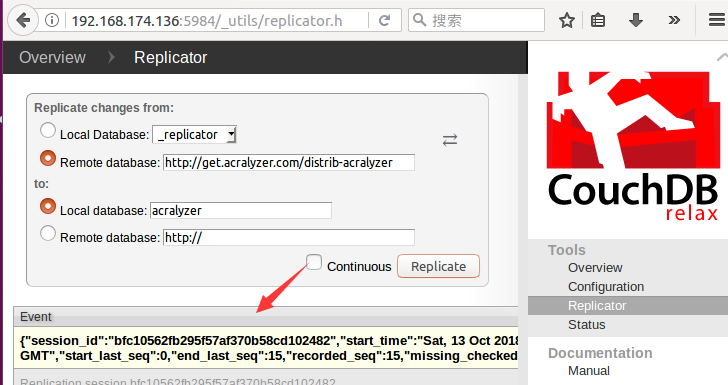 192.168.174.136:5984/_utils/replicator.h
搜索
Overview
Replicator
Replicate changes from:
Local Database: _replicator
Remote database: http://get.acralyzer.com/distrib-acralyzer
to:
Local database: acralyzer
Remote database: http://
Continuous Replicate
Event
{"session_id":"bfc10562fb295f57af370b58cd102482","start_time":"Sat, 13 Oct 2018
GMT","start_last_seq":0,"end_last_seq":15,"recorded_seq":15,"missing_checked
Replication session bfc10562fb295f57af370b58cd102482
CouchDB
relax
Tools
Overview
Configuration
Replicator
Status
Documentation
Manual